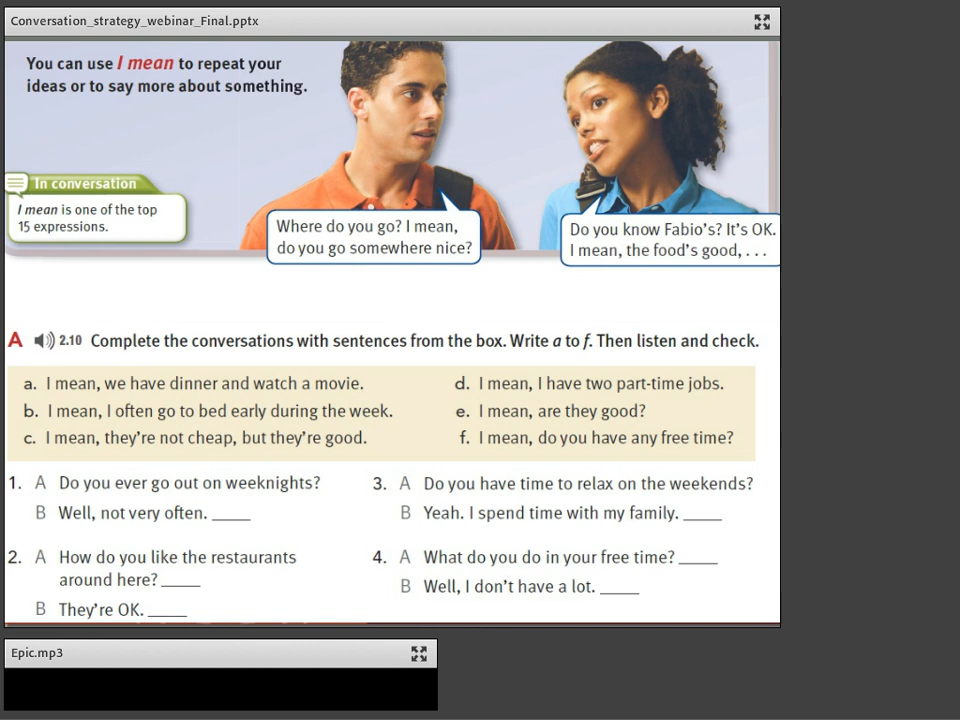 Conversation_strategy_webinar_Final.pptx
You can use I mean to repeat your
ideas or to say more about something.
In conversation
I mean is one of the top
15 expressions.
Where do you go? I mean,
do you go somewhere nice?
Do you know Fabio's? It's OK.
I mean, the food's good, . . .
A 2.10 Complete the conversations with sentences from the box. Write a to f. Then listen and check.
a. I mean, we have dinner and watch a movie.
b. I mean, I often go to bed early during the week.
c. I mean, they're not cheap, but they're good.
d. I mean, I have two part-time jobs.
e. I mean, are they good?
f. I mean, do you have any free time?
1. A Do you ever go out on weeknights?
B Well, not very often. ____
2. A How do you like the restaurants
around here? ____
B They're OK. ____
3. A Do you have time to relax on the weekends?
B Yeah. I spend time with my family. ____
4. A What do you do in your free time? ____
B Well, I don't have a lot. ____
Epic.mp3